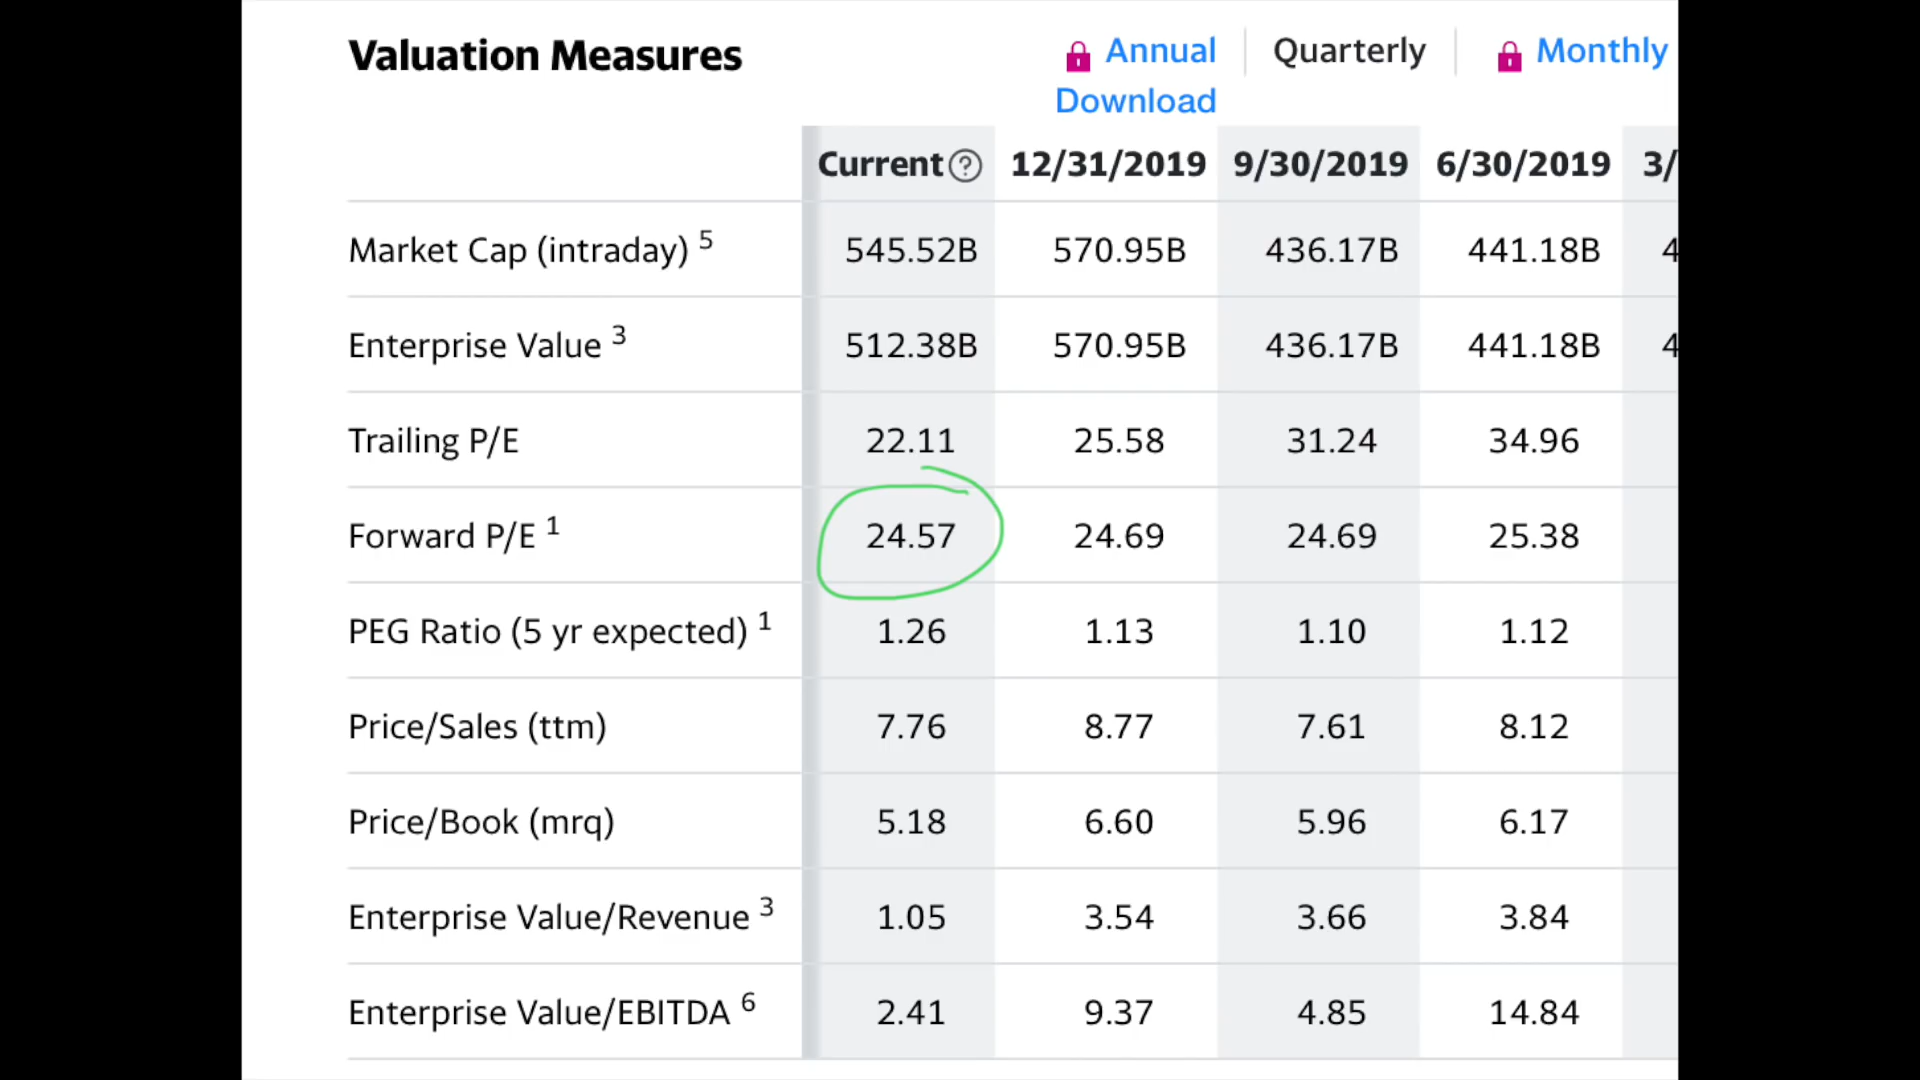 Valuation Measures Annual Quarterly Monthly
Download
Current ? 12/31/2019 9/30/2019 6/30/2019 3/
Market Cap (intraday) 5 545.52B 570.95B 436.17B 441.18B 4
Enterprise Value 3 512.38B 570.95B 436.17B 441.18B 4
Trailing P/E 22.11 25.58 31.24 34.96
Forward P/E 1 24.57 24.69 24.69 25.38
PEG Ratio (5 yr expected) 1 1.26 1.13 1.10 1.12
Price/Sales (ttm) 7.76 8.77 7.61 8.12
Price/Book (mrq) 5.18 6.60 5.96 6.17
Enterprise Value/Revenue 3 1.05 3.54 3.66 3.84
Enterprise Value/EBITDA 6 2.41 9.37 4.85 14.84